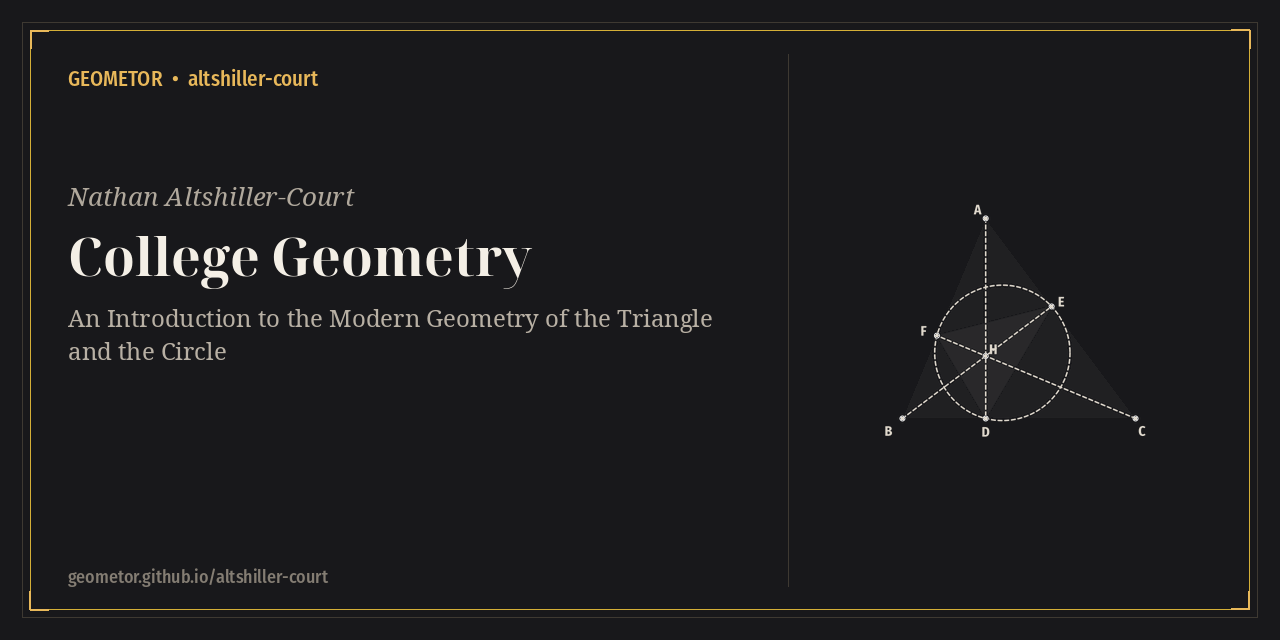 GEOMETOR • altshiller-court
Nathan Altshiller-Court
College Geometry
An Introduction to the Modern Geometry of the Triangle
and the Circle
geometor.github.io/altshiller-court
A
E
F
H
B
D
C